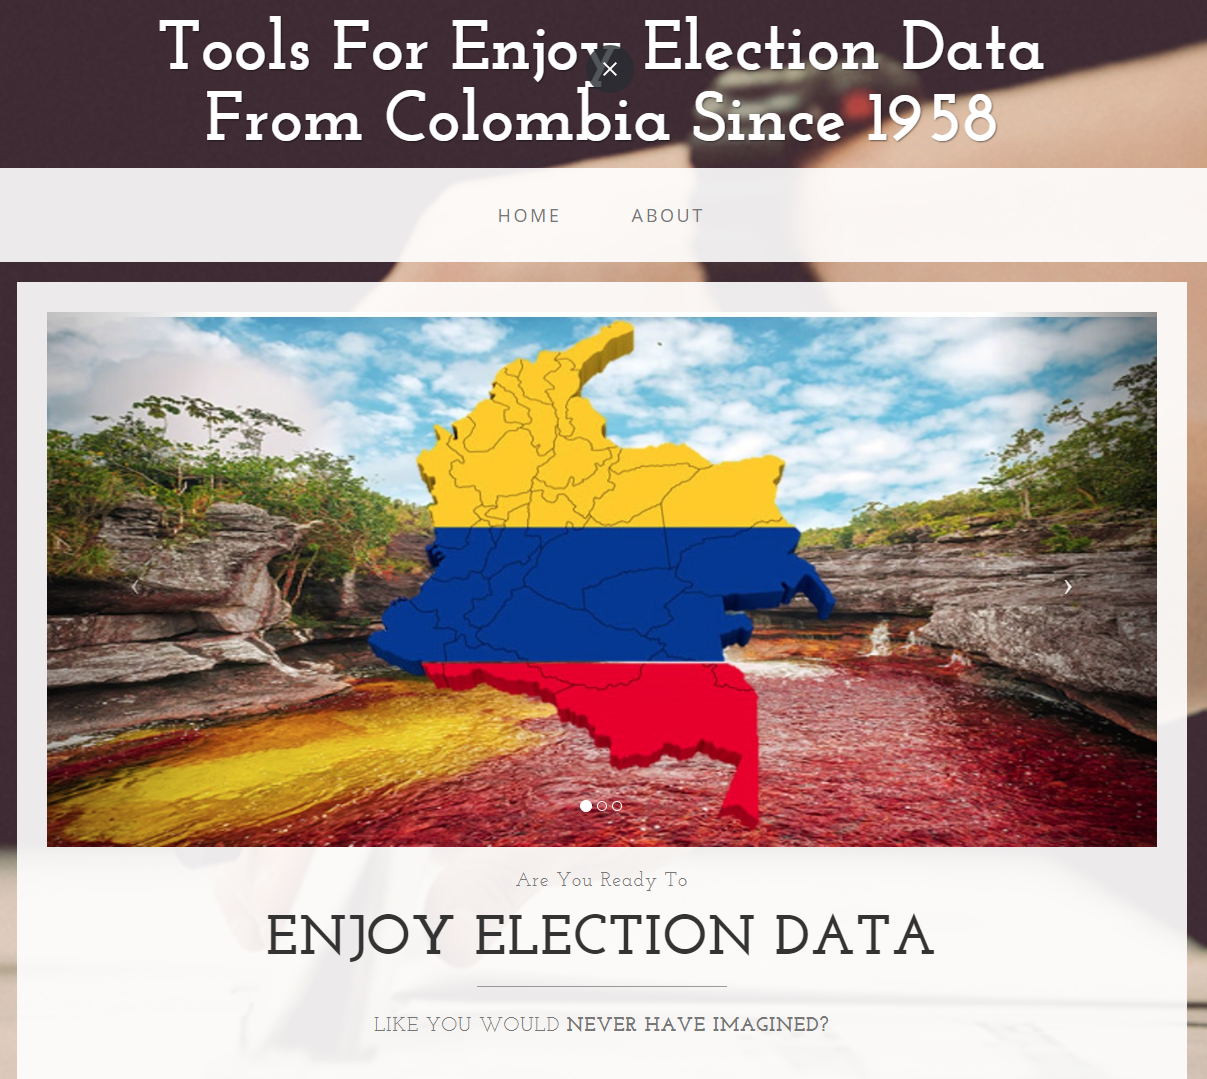 Tools For Enjoy Election Data
From Colombia Since 1958
HOME ABOUT
Are You Ready To
ENJOY ELECTION DATA
LIKE YOU WOULD NEVER HAVE IMAGINED?